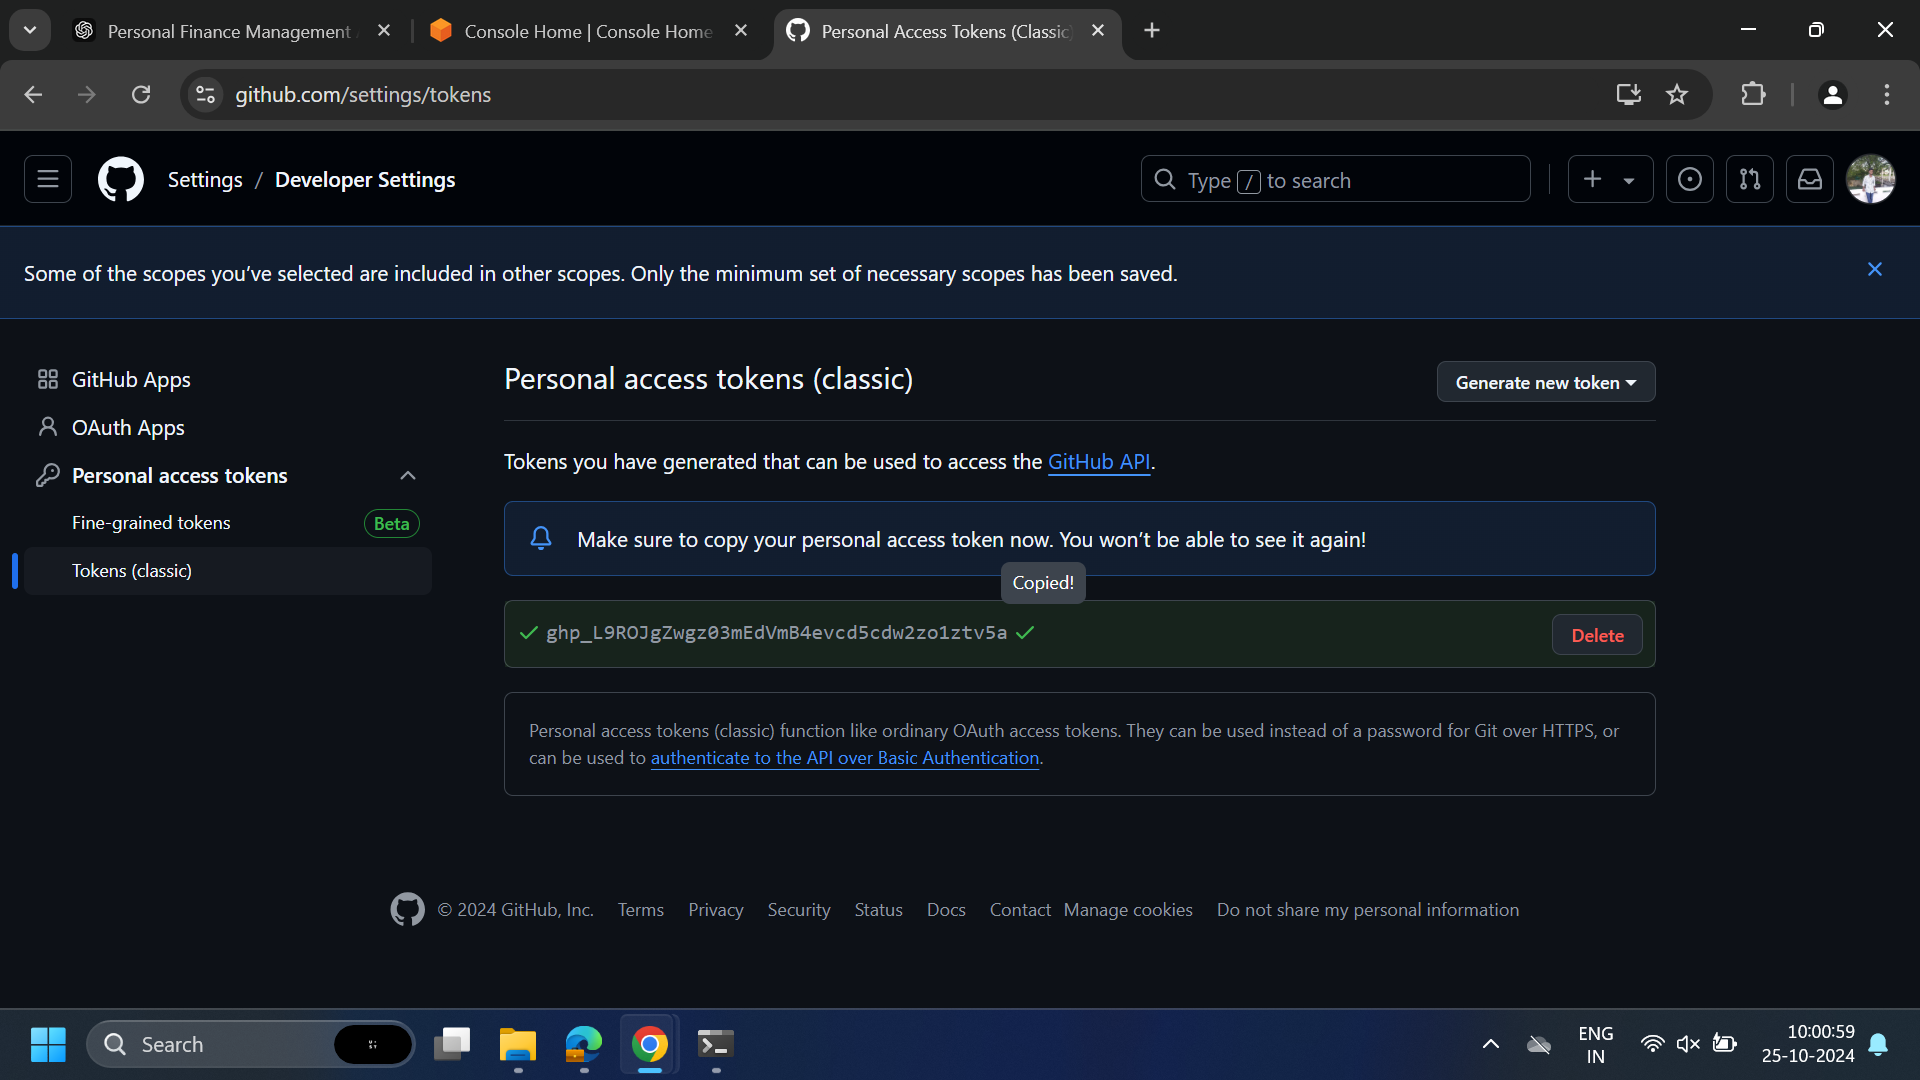 Personal Finance Management
Console Home | Console Home
Personal Access Tokens (Classic)
github.com/settings/tokens
Settings / Developer Settings
Type / to search
Some of the scopes you’ve selected are included in other scopes. Only the minimum set of necessary scopes has been saved.
GitHub Apps
OAuth Apps
Personal access tokens
Fine-grained tokens Beta
Tokens (classic)
Personal access tokens (classic)
Generate new token
Tokens you have generated that can be used to access the GitHub API.
Make sure to copy your personal access token now. You won’t be able to see it again!
Copied!
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
Delete
Personal access tokens (classic) function like ordinary OAuth access tokens. They can be used instead of a password for Git over HTTPS, or
can be used to authenticate to the API over Basic Authentication.
© 2024 GitHub, Inc. Terms Privacy Security Status Docs Contact Manage cookies Do not share my personal information
Search
ENG
IN
10:00:59
25-10-2024